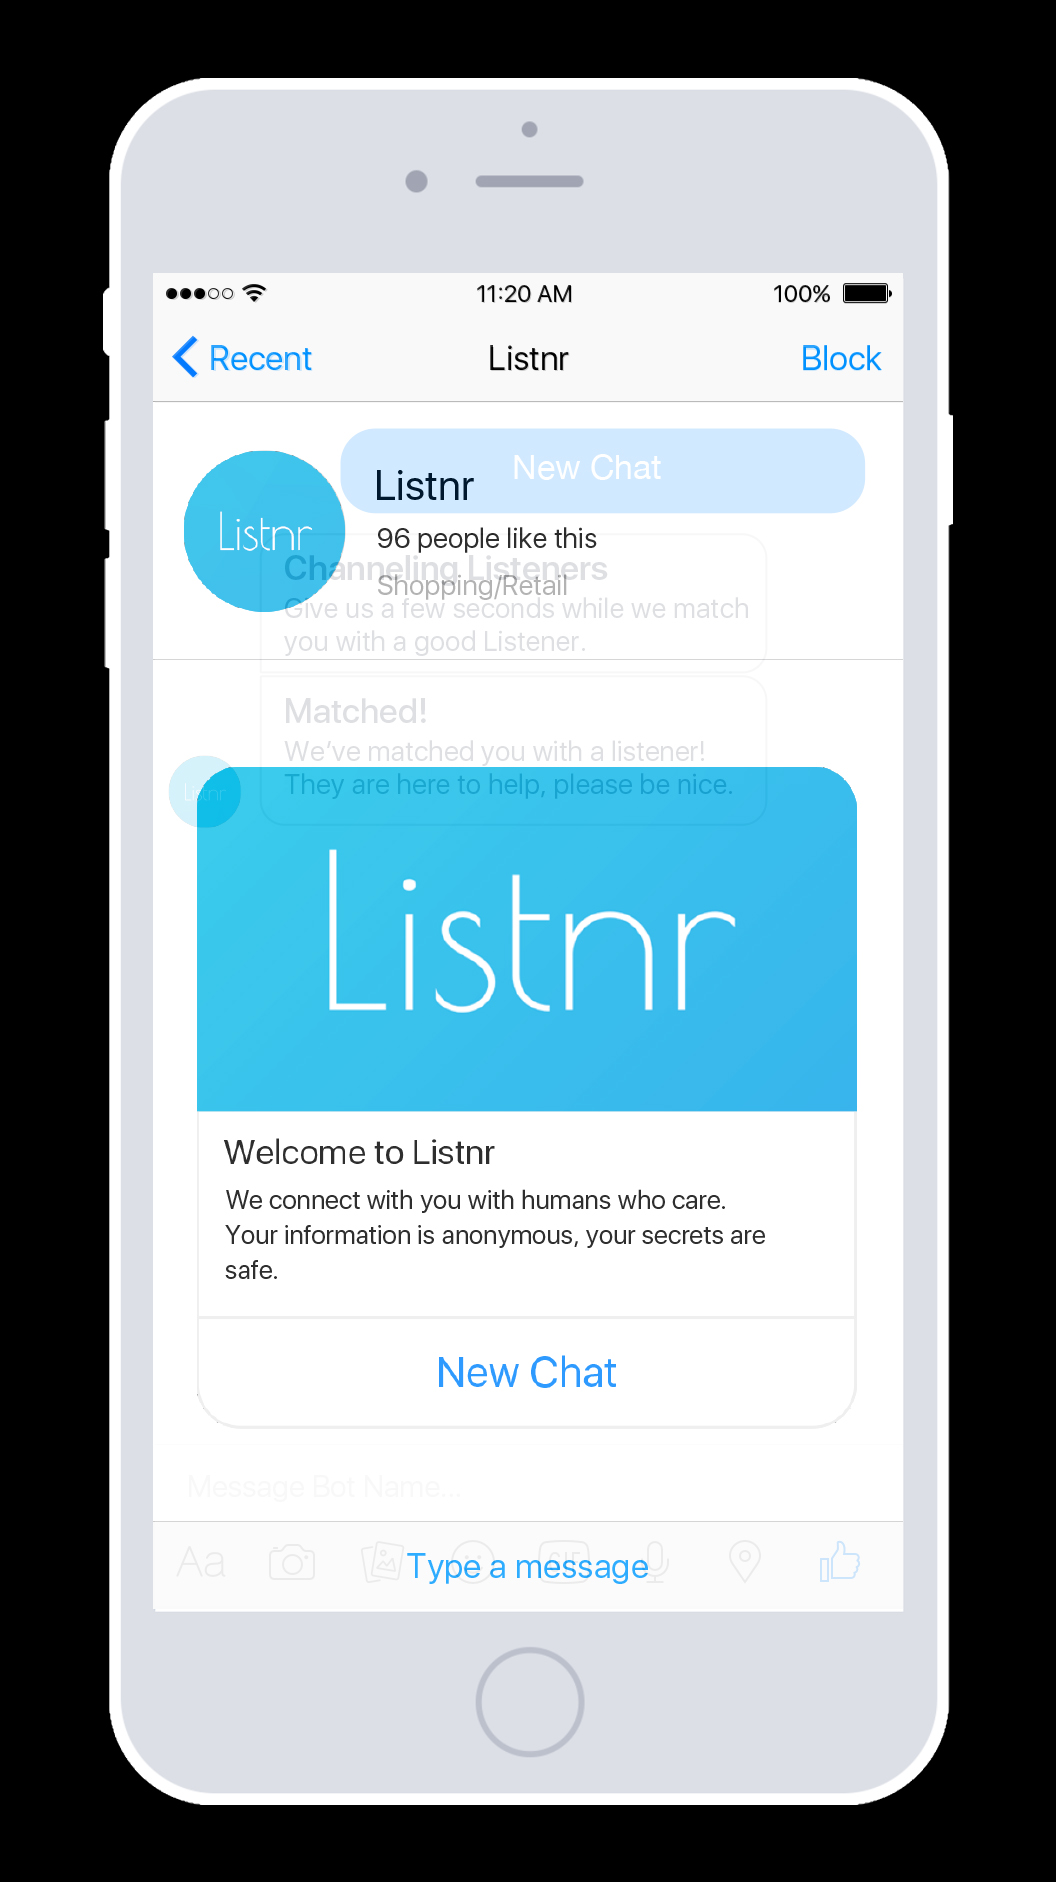 11:20 AM
100%
Recent
Listnr
Block
New Chat
Listnr
Listnr
96 people like this
Channeling Listeners
Shopping/Retail
Give us a few seconds while we match
you with a good Listener.
Matched!
We've matched you with a listener!
They are here to help, please be nice.
Listnr
Listnr
Welcome to Listnr
We connect with you with humans who care.
Your information is anonymous, your secrets are
safe.
New Chat
Message Bot Name...
Aa
GIF
Type a message